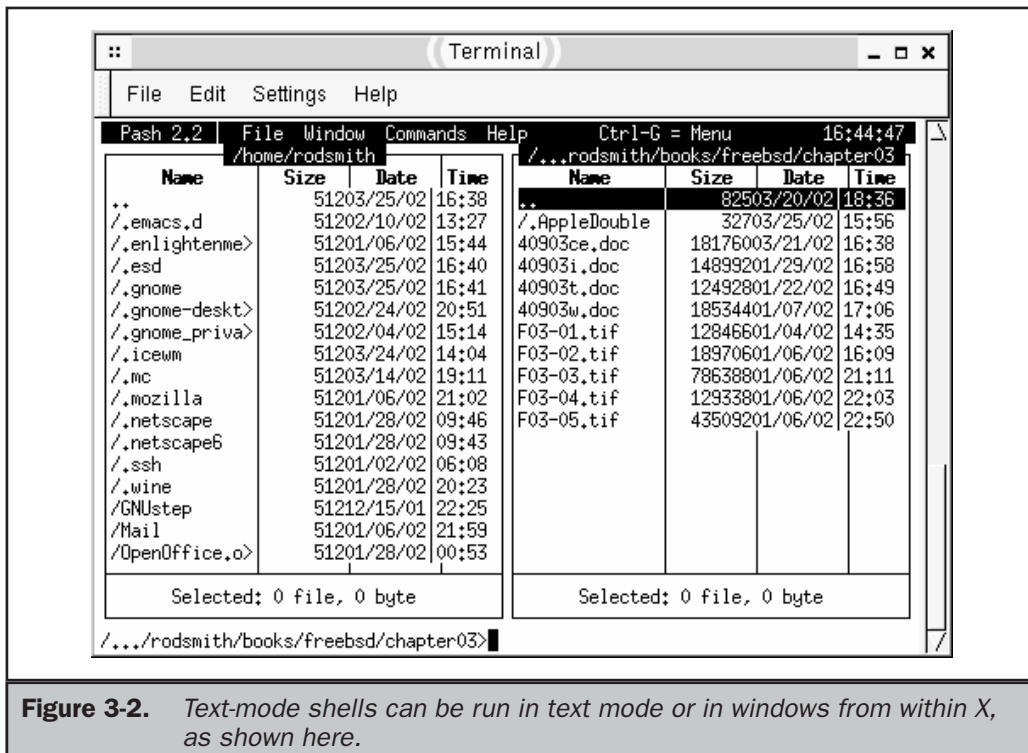 Terminal
File Edit Settings Help
Pash 2.2 File Window Commands Help Ctrl-G = Menu 16:44:47
/home/rodsmith
Name Size Date Time
.. 51203/25/02 16:38
/.emacs.d 51202/10/02 13:27
/.enlightenme> 51201/06/02 15:44
/.esd 51203/25/02 16:40
/.gnome 51203/25/02 16:41
/.gnome-deskt> 51202/24/02 20:51
/.gnome_priva> 51202/04/02 15:14
/.icewm 51203/24/02 14:04
/.mc 51203/14/02 19:11
/.mozilla 51201/06/02 21:02
/.netscape 51201/28/02 09:46
/.netscape6 51201/28/02 09:43
/.ssh 51201/02/02 06:08
/.wine 51201/28/02 20:23
/GNUstep 51212/15/01 22:25
/Mail 51201/06/02 21:59
/OpenOffice.o> 51201/28/02 00:53
Selected: 0 file, 0 byte
/...rodsmith/books/freebsd/chapter03
Name Size Date Time
.. 82503/20/02 18:36
/.AppleDouble 32703/25/02 15:56
40903ce.doc 18176003/21/02 16:38
40903i.doc 14899201/29/02 16:58
40903t.doc 12492801/22/02 16:49
40903w.doc 18534401/07/02 17:06
F03-01.tif 12846601/04/02 14:35
F03-02.tif 18970601/06/02 16:09
F03-03.tif 78638801/06/02 21:11
F03-04.tif 12933801/06/02 22:03
F03-05.tif 43509201/06/02 22:50
Selected: 0 file, 0 byte
/.../rodsmith/books/freebsd/chapter03>
Figure 3-2. Text-mode shells can be run in text mode or in windows from within X,
as shown here.